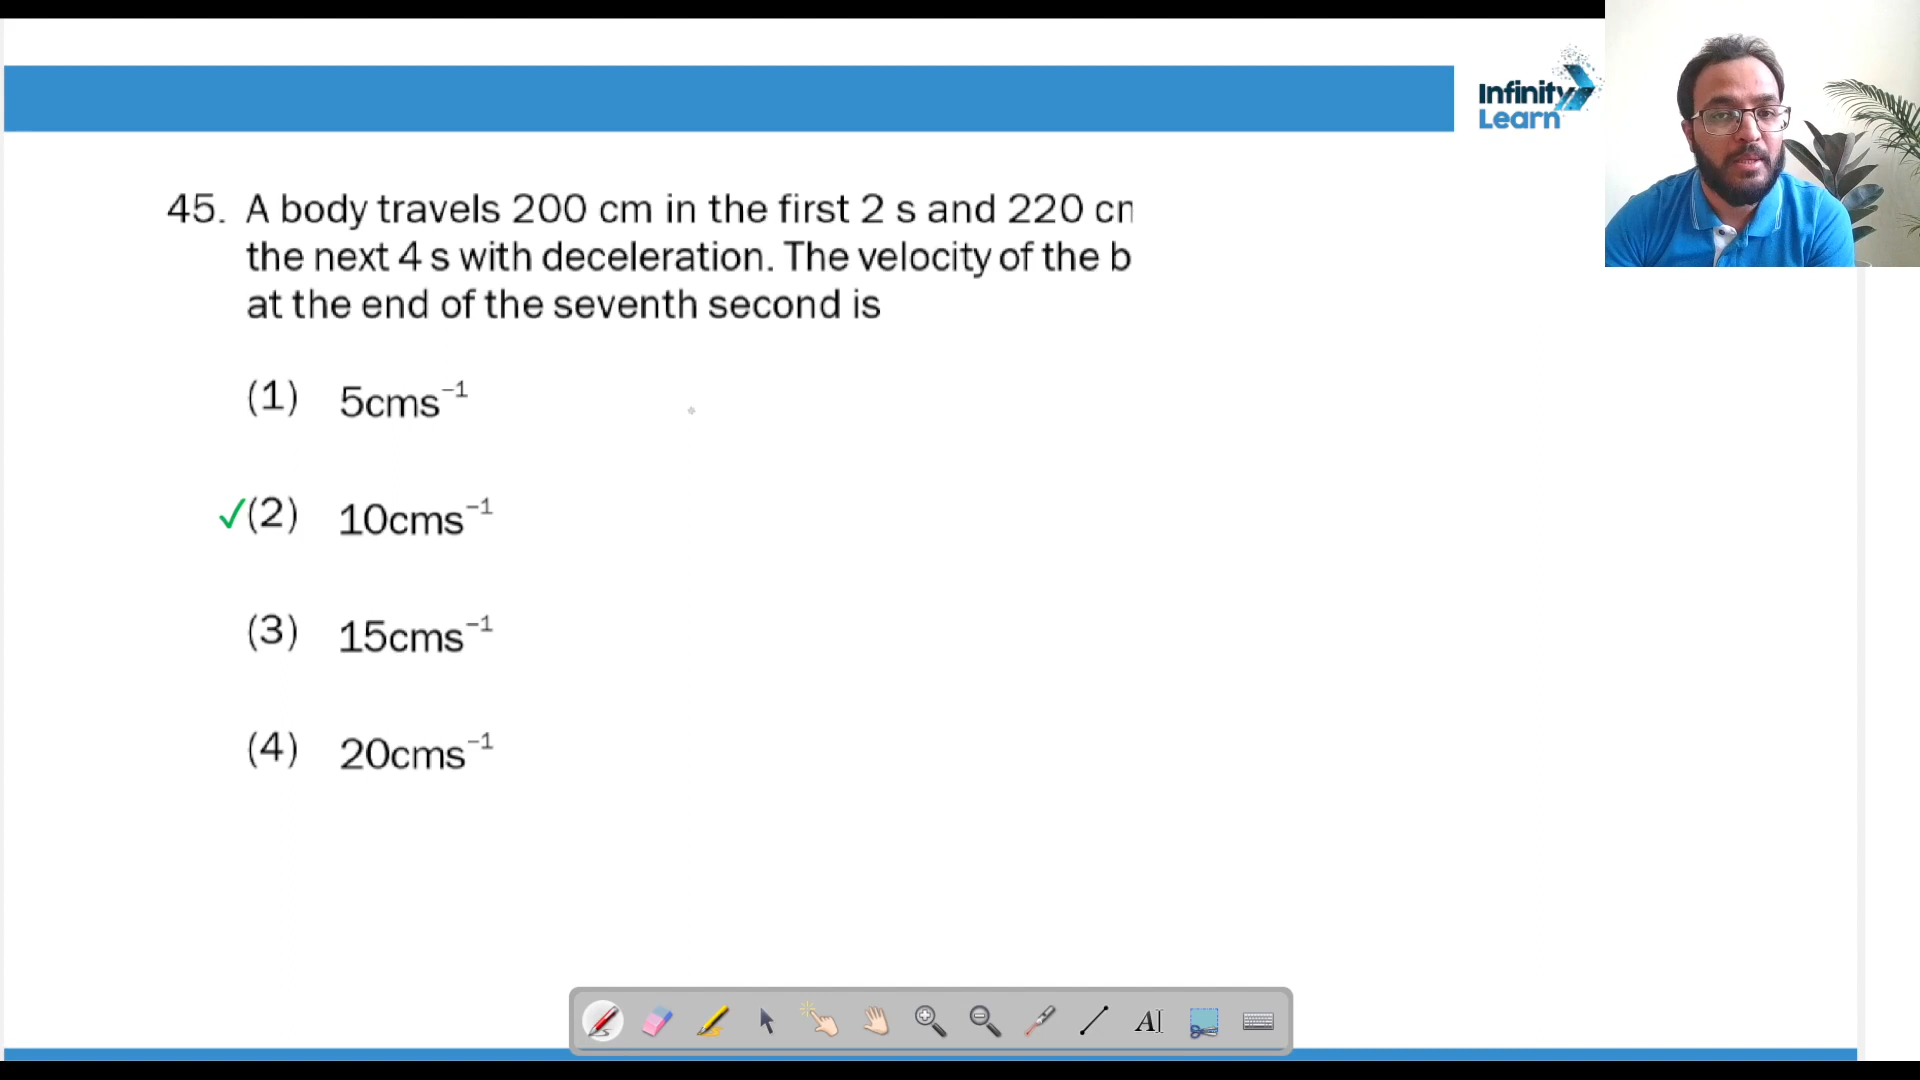 Infinity
Learn
45. A body travels 200 cm in the first 2 s and 220 cm
the next 4 s with deceleration. The velocity of the b
at the end of the seventh second is
(1) 5cms⁻¹
✓(2) 10cms⁻¹
(3) 15cms⁻¹
(4) 20cms⁻¹
A